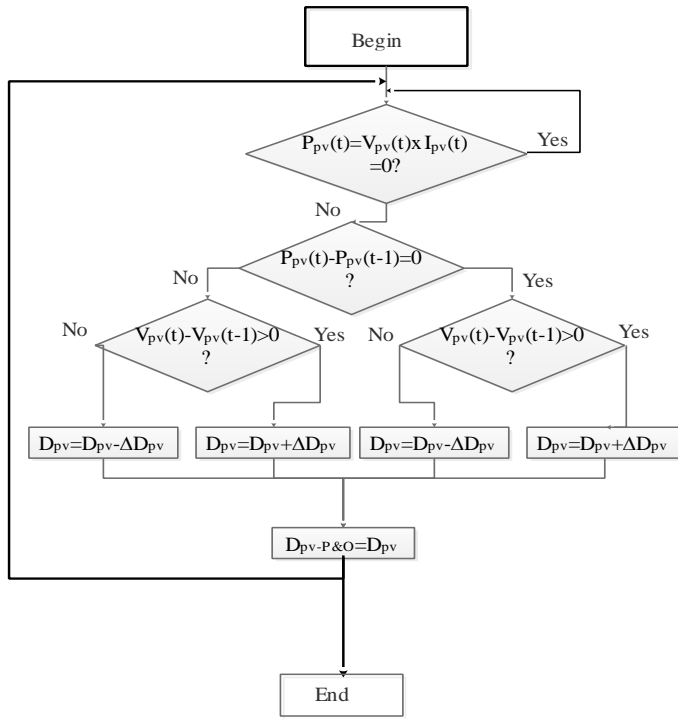 Begin
Ppv(t)=Vpv(t)x Ipv(t)
=0?
Yes
No
Ppv(t)-Ppv(t-1)=0
?
No
Yes
No
Vpv(t)-Vpv(t-1)>0
?
Yes
No
Vpv(t)-Vpv(t-1)>0
?
Yes
Dpv=Dpv-ΔDpv
Dpv=Dpv+ΔDpv
Dpv=Dpv-ΔDpv
Dpv=Dpv+ΔDpv
Dpv-P&O=Dpv
End